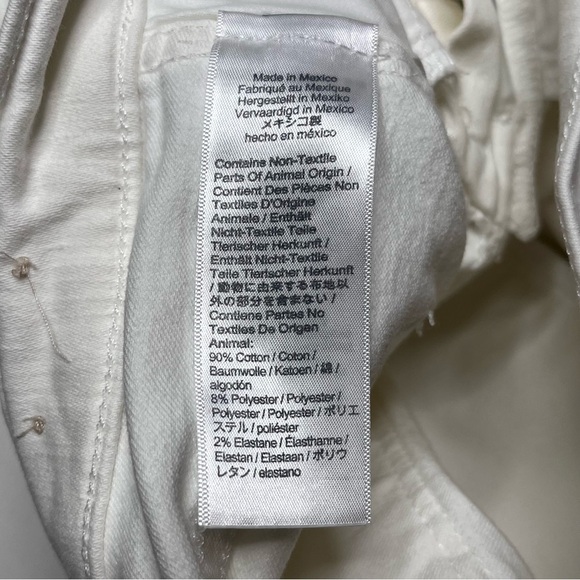 Made in Mexico
Fabriqué au Mexique
Hergestellt in Mexiko
Vervaardigd in Mexico
メキシコ製
hecho en méxico
Contains Non-Textile
Parts Of Animal Origin /
Contient Des Pièces Non
Textiles D'Origine
Animale / Enthält
Nicht-Textile Teile
Tierischer Herkunft /
Enthält Nicht-Textile
Teile Tierischer Herkunft
/ 動物に由来する布地以
外の部分を含まない /
Contiene Partes No
Textiles De Origen
Animal:
90% Cotton / Coton /
Baumwolle / Katoen / 綿 /
algodón
8% Polyester / Polyester /
Polyester / Polyester / ポリエ
ステル / poliéster
2% Elastane / Élasthanne /
Elastan / Elastaan / ポリウ
レタン / elastano